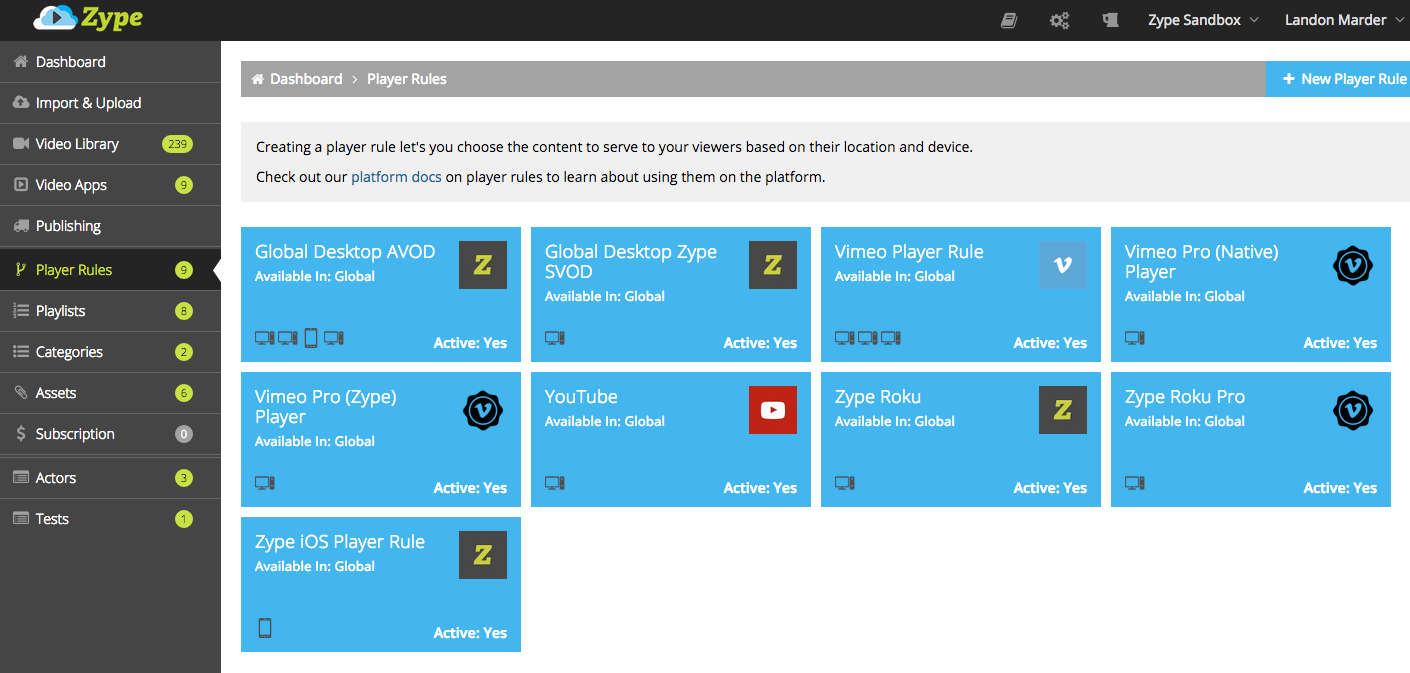 Zype
Zype Sandbox
Landon Marder
Dashboard
Import & Upload
Video Library 239
Video Apps 9
Publishing
Player Rules 9
Playlists 8
Categories 2
Assets 6
Subscription 0
Actors 3
Tests 1
Dashboard > Player Rules
+ New Player Rule
Creating a player rule let's you choose the content to serve to your viewers based on their location and device.
Check out our platform docs on player rules to learn about using them on the platform.
Global Desktop AVOD
Available In: Global
Z
Active: Yes
Global Desktop Zype
SVOD
Available In: Global
Z
Active: Yes
Vimeo Player Rule
Available In: Global
Active: Yes
Vimeo Pro (Native)
Player
Available In: Global
Active: Yes
Vimeo Pro (Zype)
Player
Available In: Global
Active: Yes
YouTube
Available In: Global
Active: Yes
Zype Roku
Available In: Global
Z
Active: Yes
Zype Roku Pro
Available In: Global
Active: Yes
Zype iOS Player Rule
Available In: Global
Z
Active: Yes